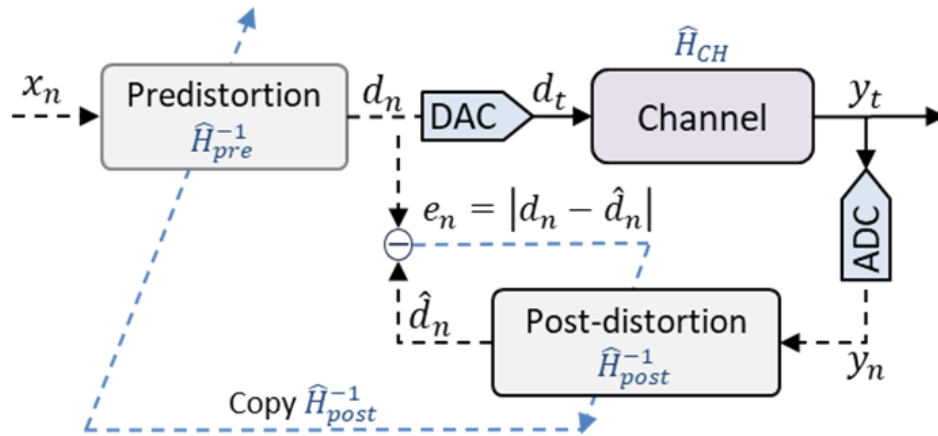 Ĥ_CH
x_n
Predistortion
Ĥ_pre^−1
d_n
DAC
d_t
Channel
y_t
e_n = |d_n − d̂_n|
−
ADC
d̂_n
Post-distortion
Ĥ_post^−1
y_n
Copy Ĥ_post^−1